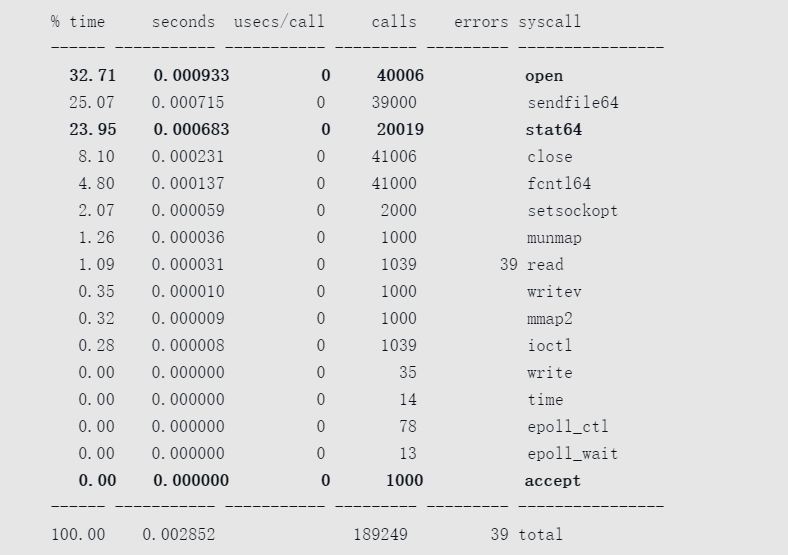 % time seconds usecs/call calls errors syscall
------ ----------- ----------- --------- --------- ----------------
32.71 0.000933 0 40006 open
25.07 0.000715 0 39000 sendfile64
23.95 0.000683 0 20019 stat64
8.10 0.000231 0 41006 close
4.80 0.000137 0 41000 fcntl64
2.07 0.000059 0 2000 setsockopt
1.26 0.000036 0 1000 munmap
1.09 0.000031 0 1039 39 read
0.35 0.000010 0 1000 writev
0.32 0.000009 0 1000 mmap2
0.28 0.000008 0 1039 ioctl
0.00 0.000000 0 35 write
0.00 0.000000 0 14 time
0.00 0.000000 0 78 epoll_ctl
0.00 0.000000 0 13 epoll_wait
0.00 0.000000 0 1000 accept
------ ----------- ----------- --------- --------- ----------------
100.00 0.002852 189249 39 total